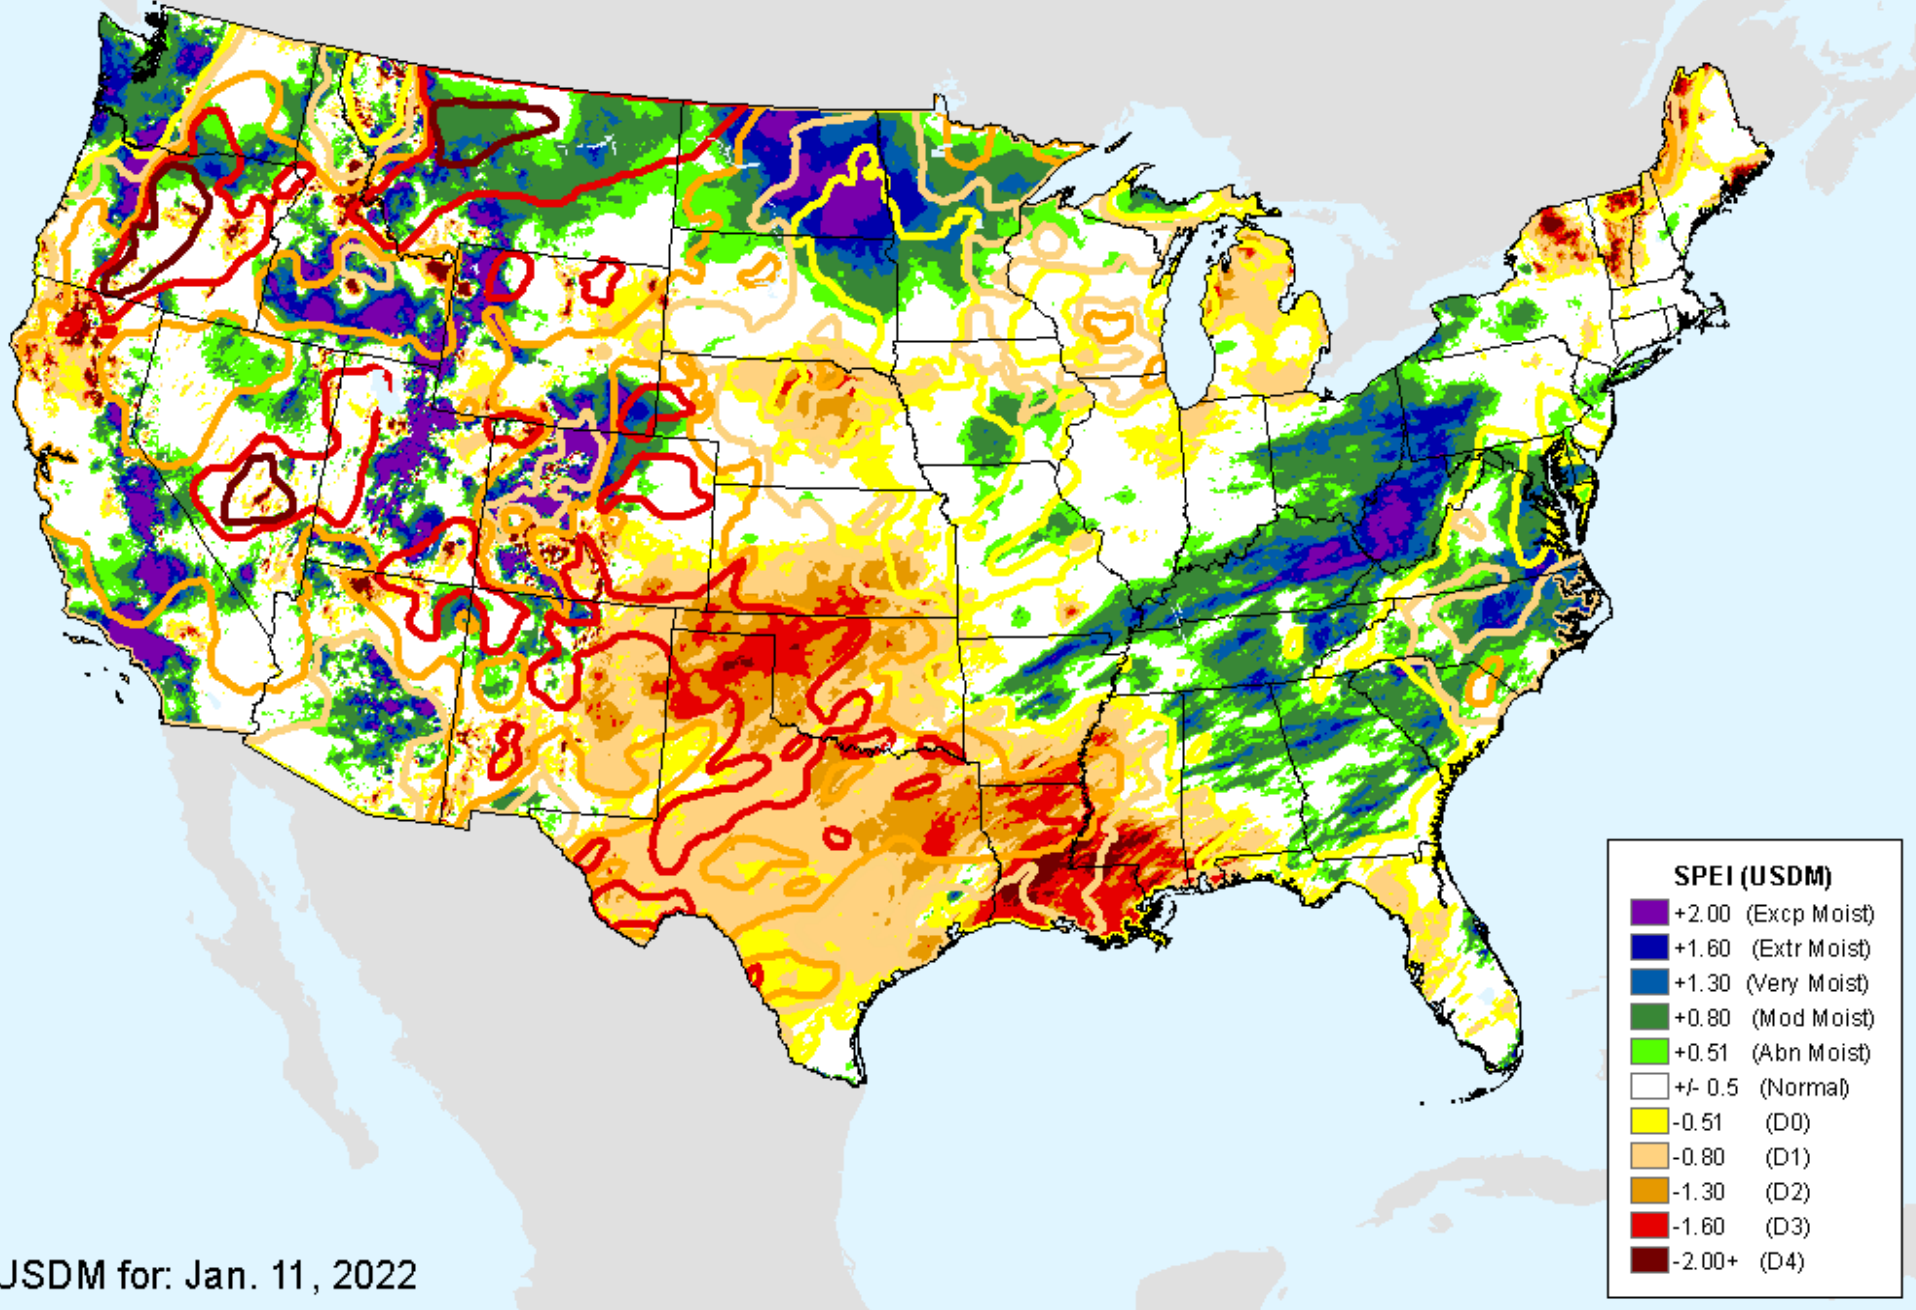 SPEI (USDM)
+2.00 (Excp Moist)
+1.60 (Extr Moist)
+1.30 (Very Moist)
+0.80 (Mod Moist)
+0.51 (Abn Moist)
+/- 0.5 (Normal)
-0.51 (D0)
-0.80 (D1)
-1.30 (D2)
-1.60 (D3)
-2.00+ (D4)
USDM for: Jan. 11, 2022